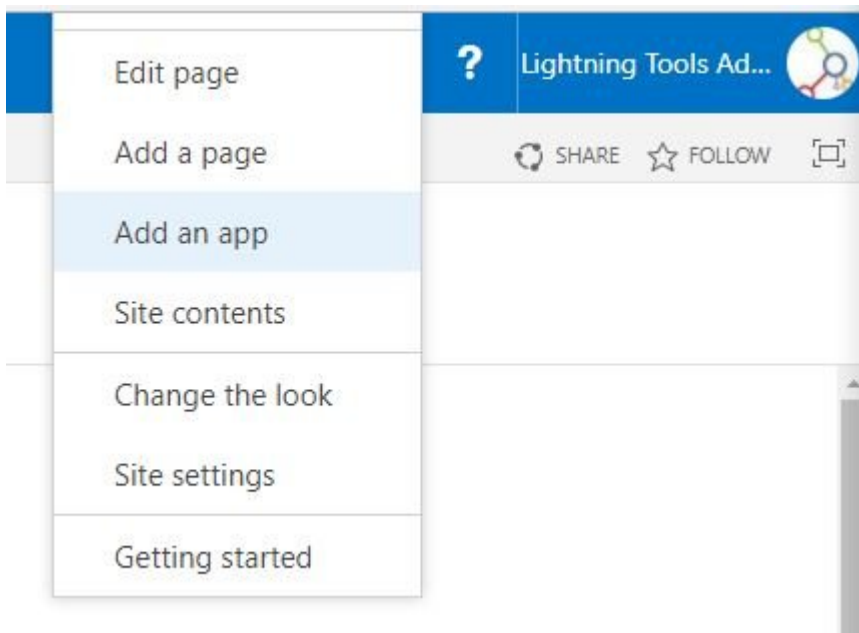 Edit page
? Lightning Tools Ad...
Add a page
SHARE FOLLOW
Add an app
Site contents
Change the look
Site settings
Getting started